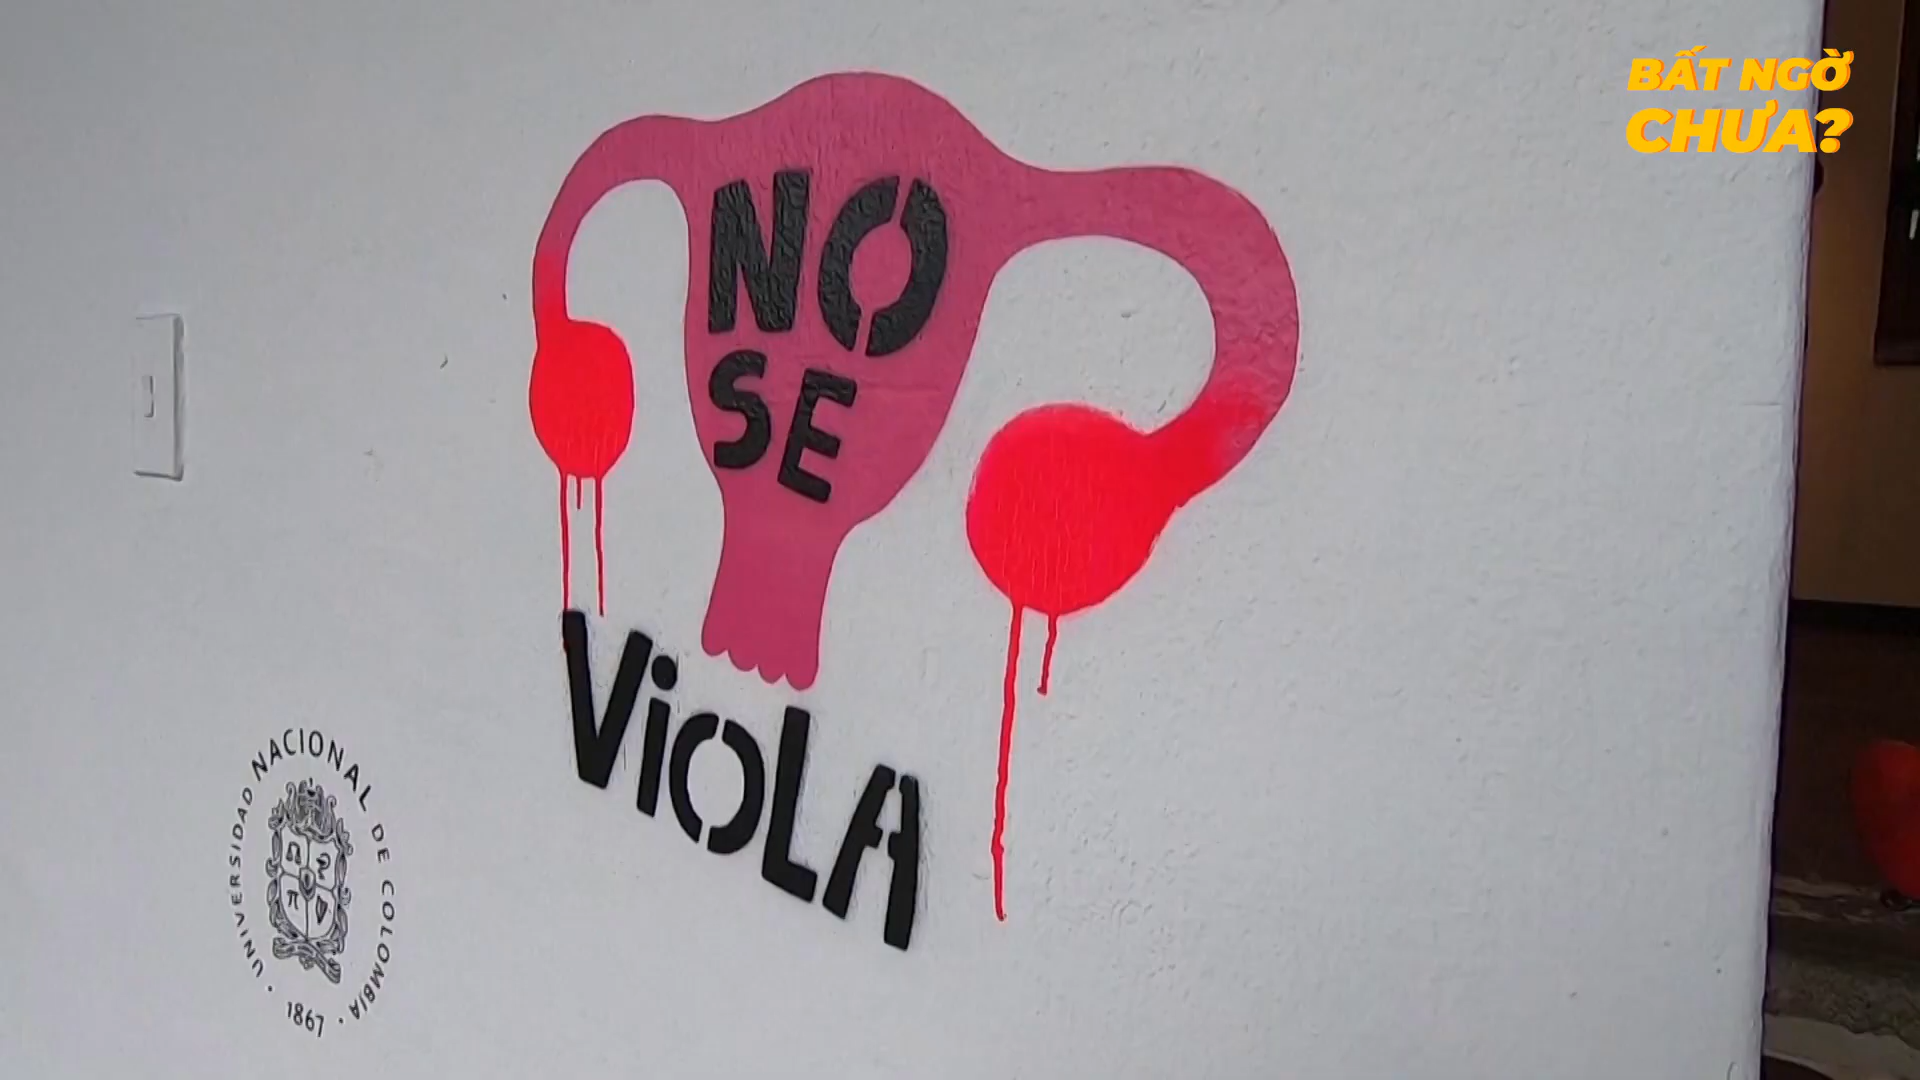 BẤT NGỜ
CHƯA?
NO
SE
VioLA
UNIVERSIDAD NACIONAL DE COLOMBIA
1867